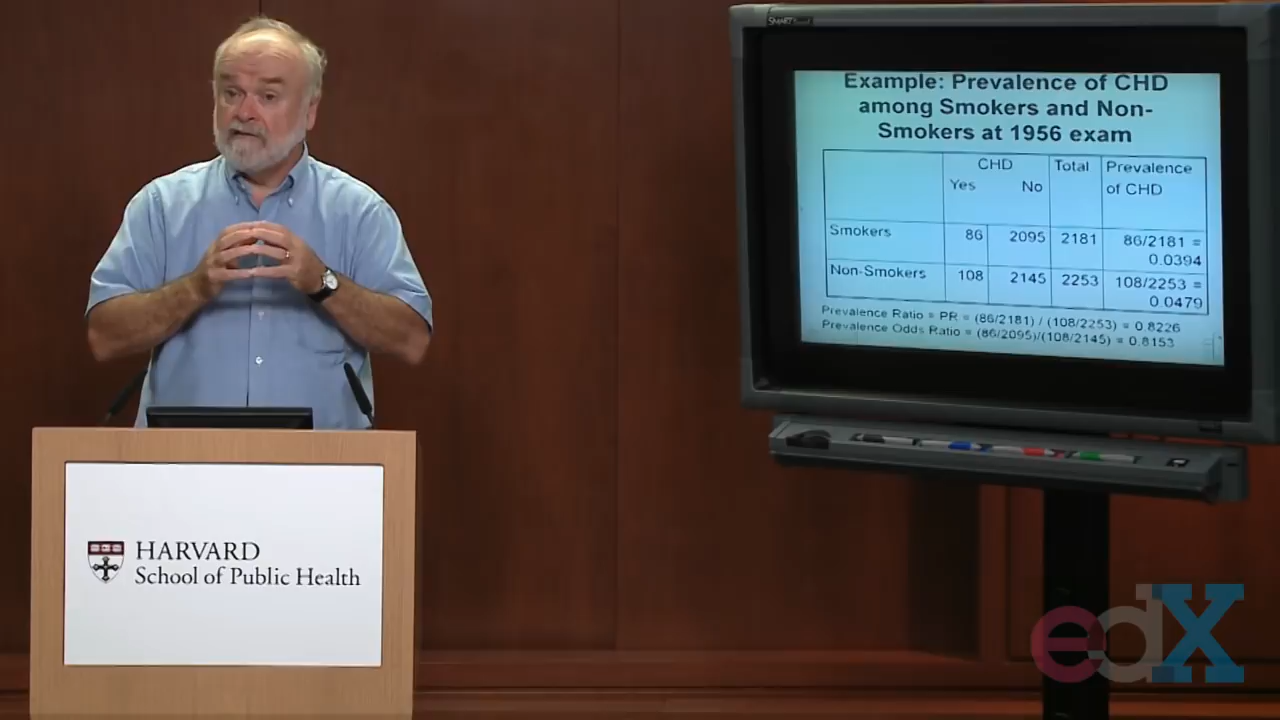 SMART
Example: Prevalence of CHD
among Smokers and Non-
Smokers at 1956 exam
CHD Total Prevalence
Yes No of CHD
Smokers 86 2095 2181 86/2181 =
0.0394
Non-Smokers 108 2145 2253 108/2253 =
0.0479
Prevalence Ratio = PR = (86/2181) / (108/2253) = 0.8226
Prevalence Odds Ratio = (86/2095)/(108/2145) = 0.8153
HARVARD
School of Public Health
edX